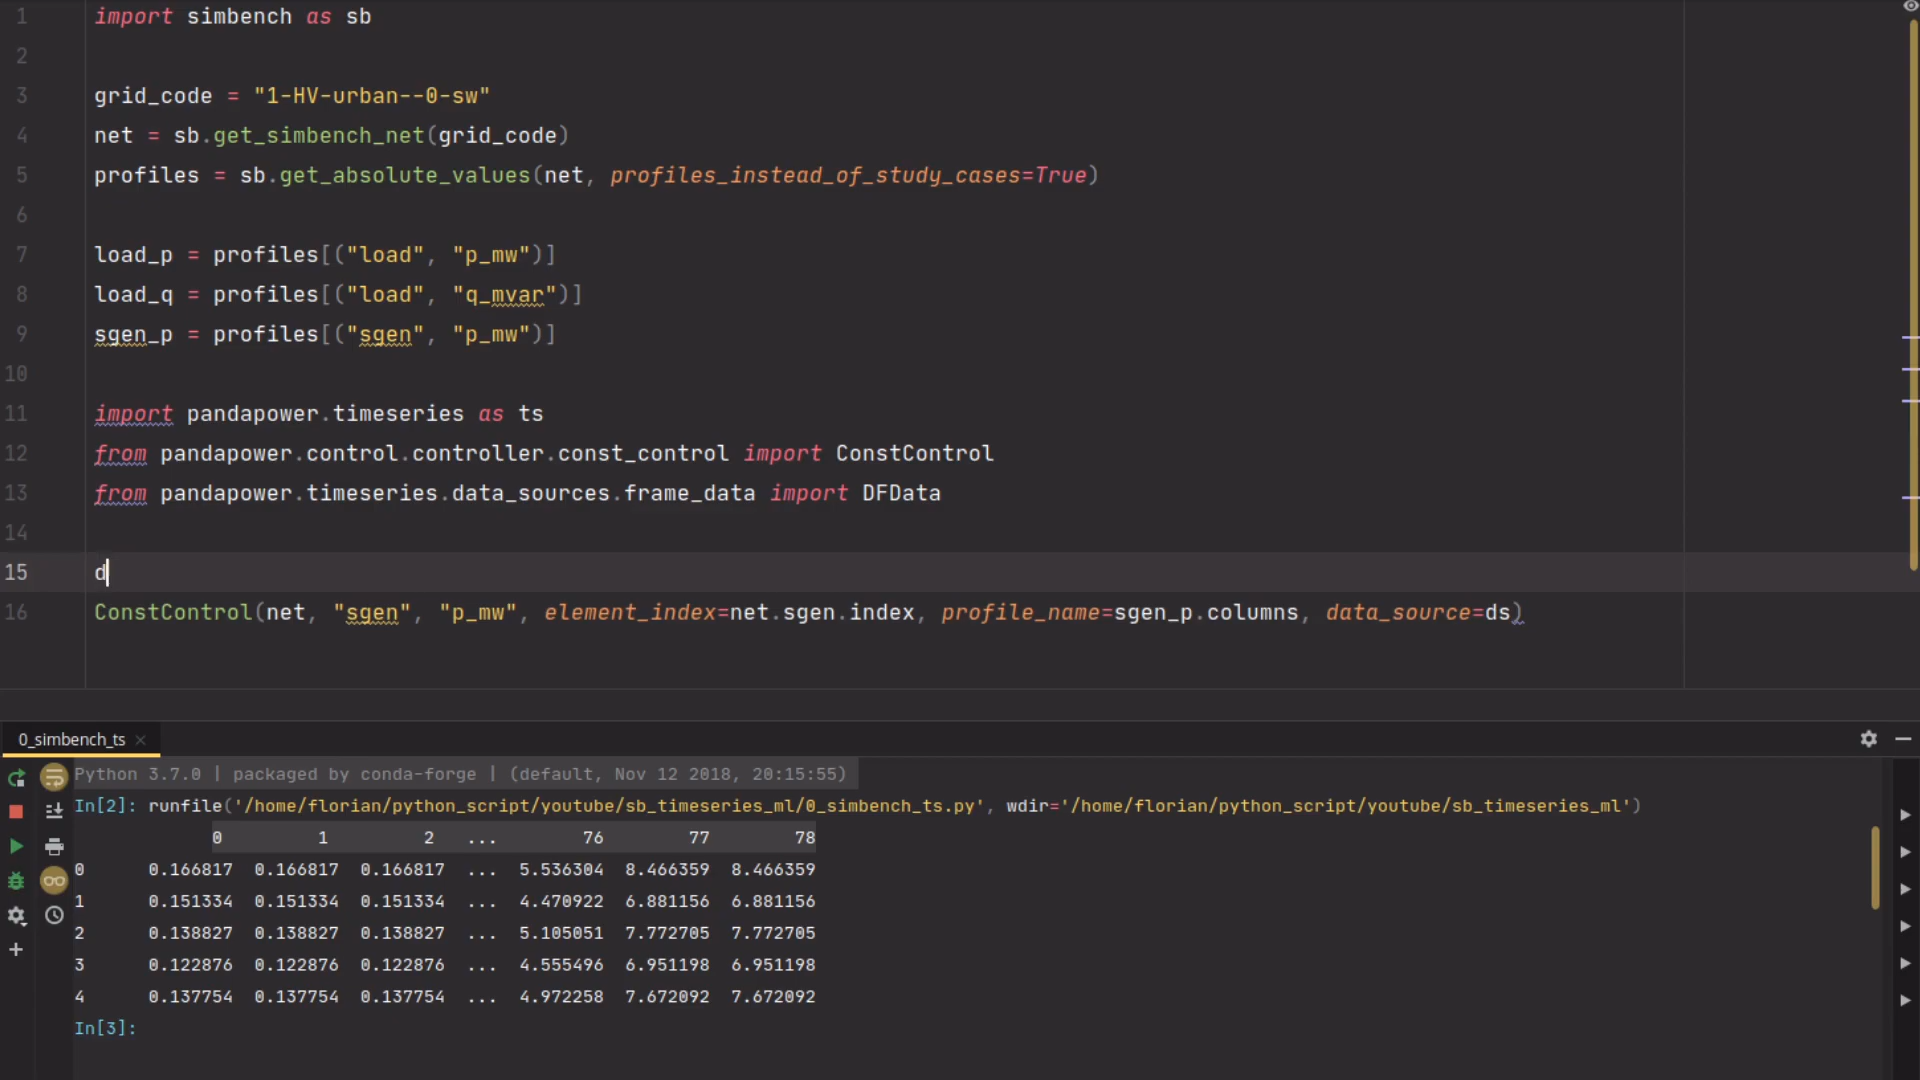 1 import simbench as sb
2
3 grid_code = "1-HV-urban--0-sw"
4 net = sb.get_simbench_net(grid_code)
5 profiles = sb.get_absolute_values(net, profiles_instead_of_study_cases=True)
6
7 load_p = profiles[("load", "p_mw")]
8 load_q = profiles[("load", "q_mvar")]
9 sgen_p = profiles[("sgen", "p_mw")]
10
11 import pandapower.timeseries as ts
12 from pandapower.control.controller.const_control import ConstControl
13 from pandapower.timeseries.data_sources.frame_data import DFData
14
15 d
16 ConstControl(net, "sgen", "p_mw", element_index=net.sgen.index, profile_name=sgen_p.columns, data_source=ds)
0_simbench_ts
Python 3.7.0 | packaged by conda-forge | (default, Nov 12 2018, 20:15:55)
In[2]: runfile('/home/florian/python_script/youtube/sb_timeseries_ml/0_simbench_ts.py', wdir='/home/florian/python_script/youtube/sb_timeseries_ml')
0 1 2 ... 76 77 78
0 0.166817 0.166817 0.166817 ... 5.536304 8.466359 8.466359
1 0.151334 0.151334 0.151334 ... 4.470922 6.881156 6.881156
2 0.138827 0.138827 0.138827 ... 5.105051 7.772705 7.772705
3 0.122876 0.122876 0.122876 ... 4.555496 6.951198 6.951198
4 0.137754 0.137754 0.137754 ... 4.972258 7.672092 7.672092
In[3]: